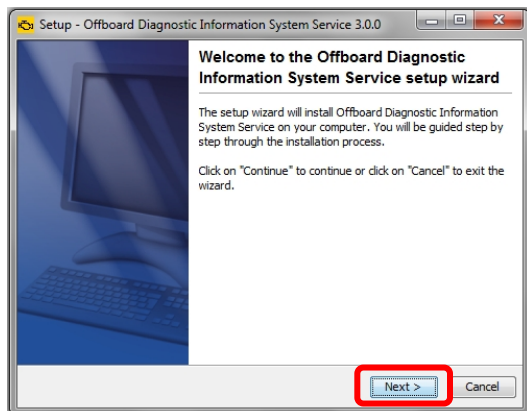 Setup - Offboard Diagnostic Information System Service 3.0.0
Welcome to the Offboard Diagnostic
Information System Service setup wizard
The setup wizard will install Offboard Diagnostic Information
System Service on your computer. You will be guided step by
step through the installation process.
Click on "Continue" to continue or click on "Cancel" to exit the
wizard.
Next >
Cancel